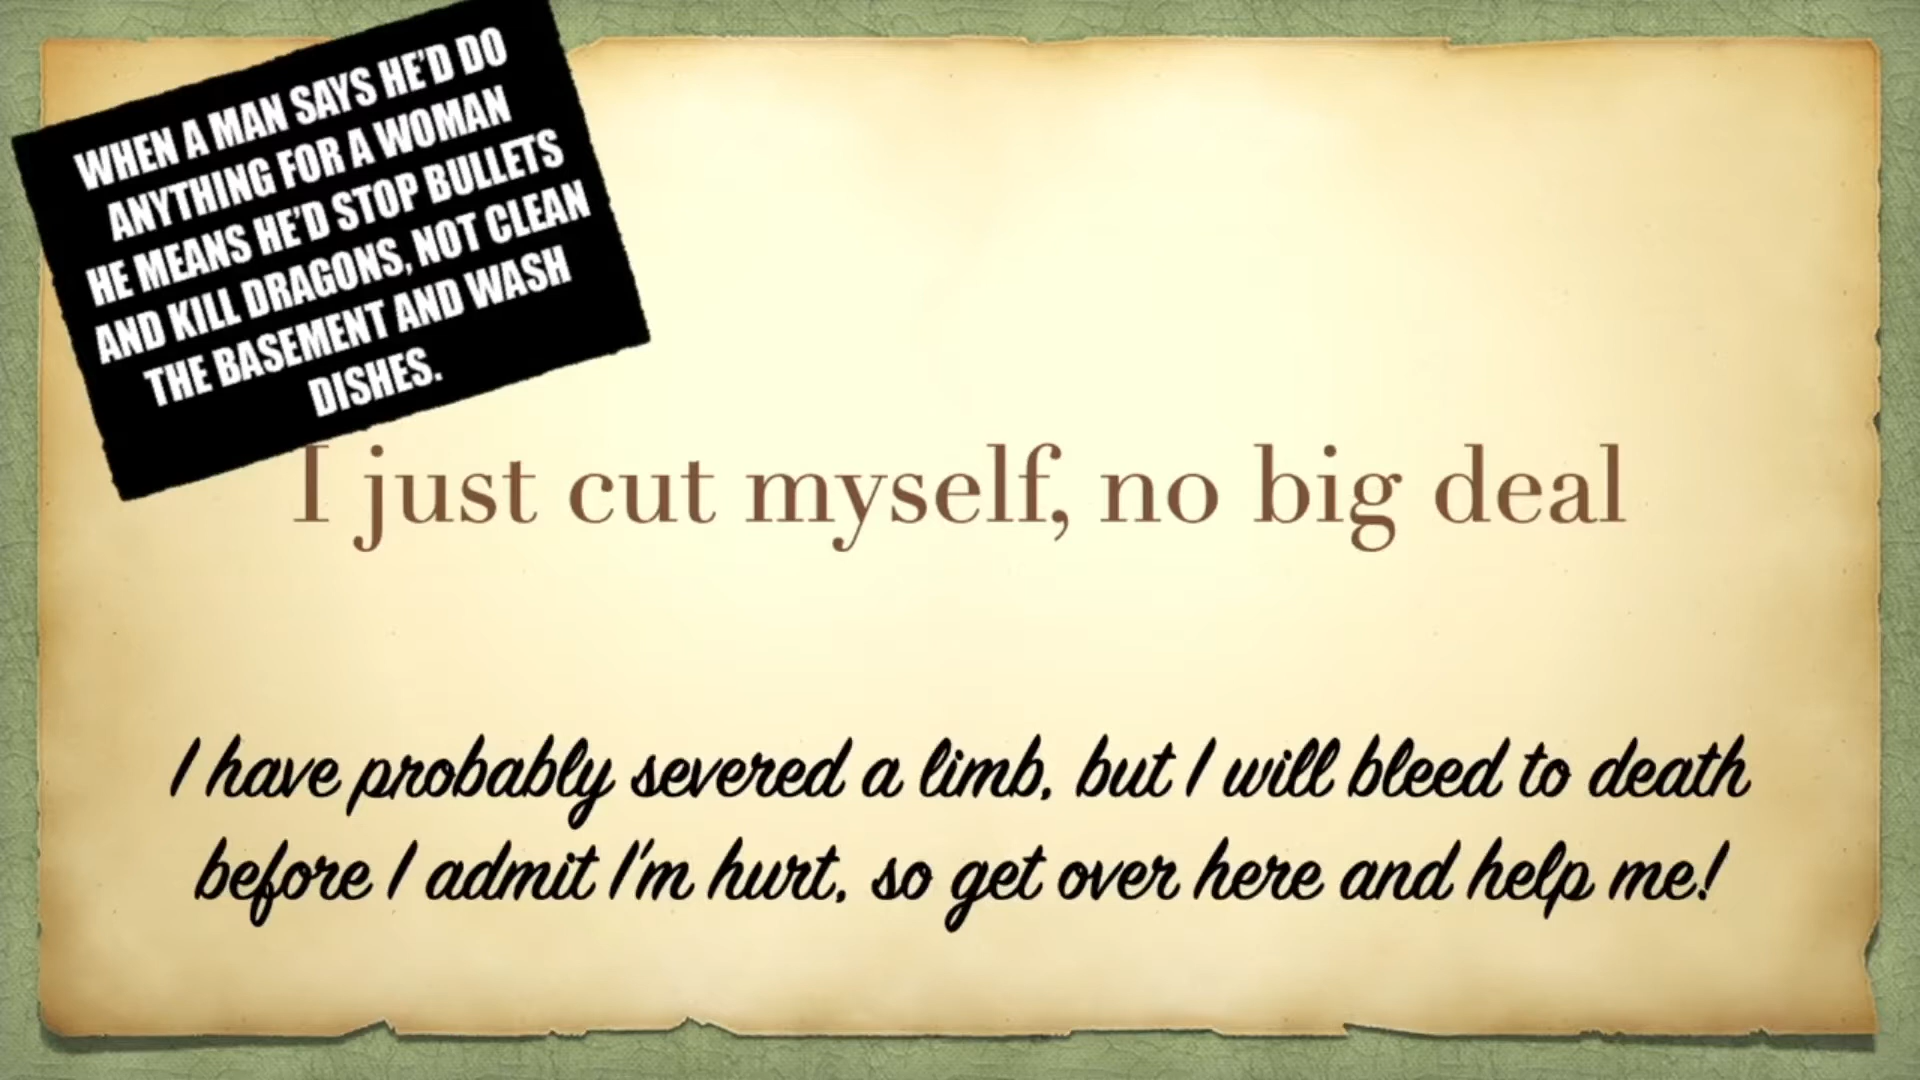 WHEN A MAN SAYS HE'D DO
ANYTHING FOR A WOMAN
HE MEANS HE'D STOP BULLETS
AND KILL DRAGONS, NOT CLEAN
THE BASEMENT AND WASH
DISHES.
I just cut myself, no big deal
I have probably severed a limb, but I will bleed to death
before I admit I'm hurt, so get over here and help me!